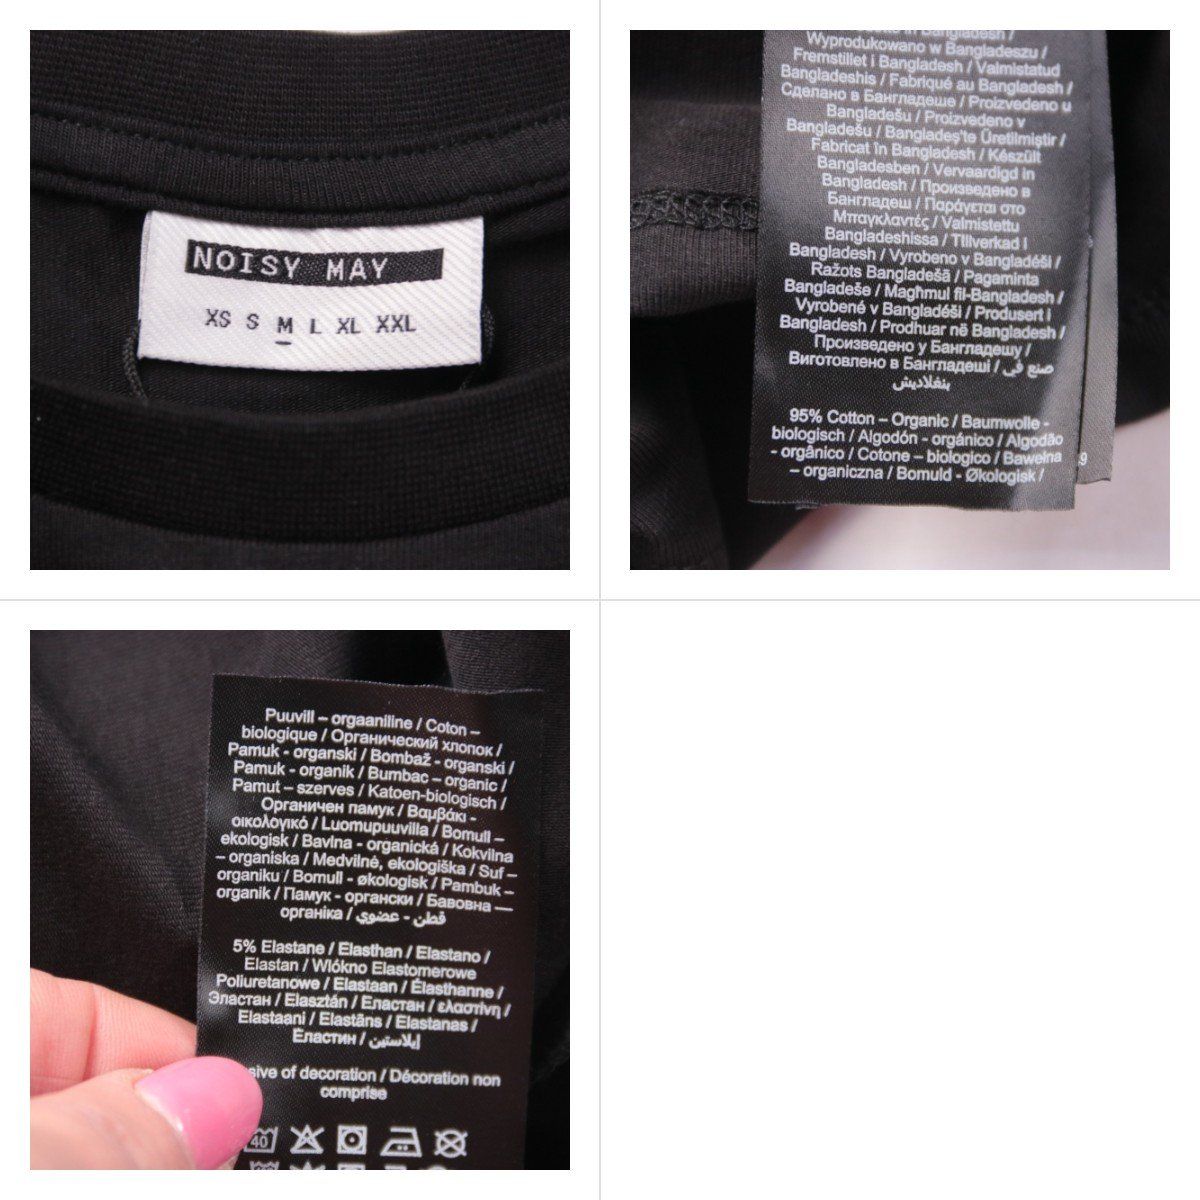 NOISY MAY
XS S M L XL XXL
Wyprodukowano w Bangladeszu /
Fremstillet i Bangladesh / Valmistatud
Bangladeshis / Fabriqué au Bangladesh /
Сделано в Бангладеше / Proizvedeno u
Bangladešu / Proizvedeno v
Bangladešu / Bangladeş'te Üretilmiştir /
Fabricat în Bangladesh / Készült
Bangladesben / Vervaardigd in
Bangladesh / Произведено в
Бангладеш / Παράγεται στο
Μπαγκλαντές / Valmistettu
Bangladeshissa / Tillverkad i
Bangladesh / Vyrobeno v Bangladéši /
Ražots Bangladešā / Pagaminta
Bangladeše / Magħmul fil-Bangladesh /
Vyrobené v Bangladéši / Produsert i
Bangladesh / Prodhuar në Bangladesh /
Произведено у Бангладешу /
Виготовлено в Бангладеші / صنع في
بنغلاديش
95% Cotton – Organic / Baumwolle -
biologisch / Algodón - orgánico / Algodão
- orgânico / Cotone – biologico / Bawełna
– organiczna / Bomuld - Økologisk /
Puuvill – orgaaniline / Coton –
biologique / Органический хлопок /
Pamuk - organski / Bombaž - organski /
Pamuk - organik / Bumbac – organic /
Pamut – szerves / Katoen-biologisch /
Органичен памук / Βαμβάκι -
οικολογικό / Luomupuuvilla / Bomull –
ekologisk / Bavlna - organická / Kokvilna
– organiska / Medvilnė, ekologiška / Suf –
organiku / Bomull - økologisk / Pambuk –
organik / Памук - органски / Бавовна —
органіка / قطن - عضوي
5% Elastane / Elasthan / Elastano /
Elastan / Włókno Elastomerowe
Poliuretanowe / Elastaan / Élasthanne /
Эластан / Elasztán / Еластан / ελαστίνη /
Elastaani / Elastāns / Elastanas /
Еластин / إيلاستين
of decoration / Décoration non
comprise
40